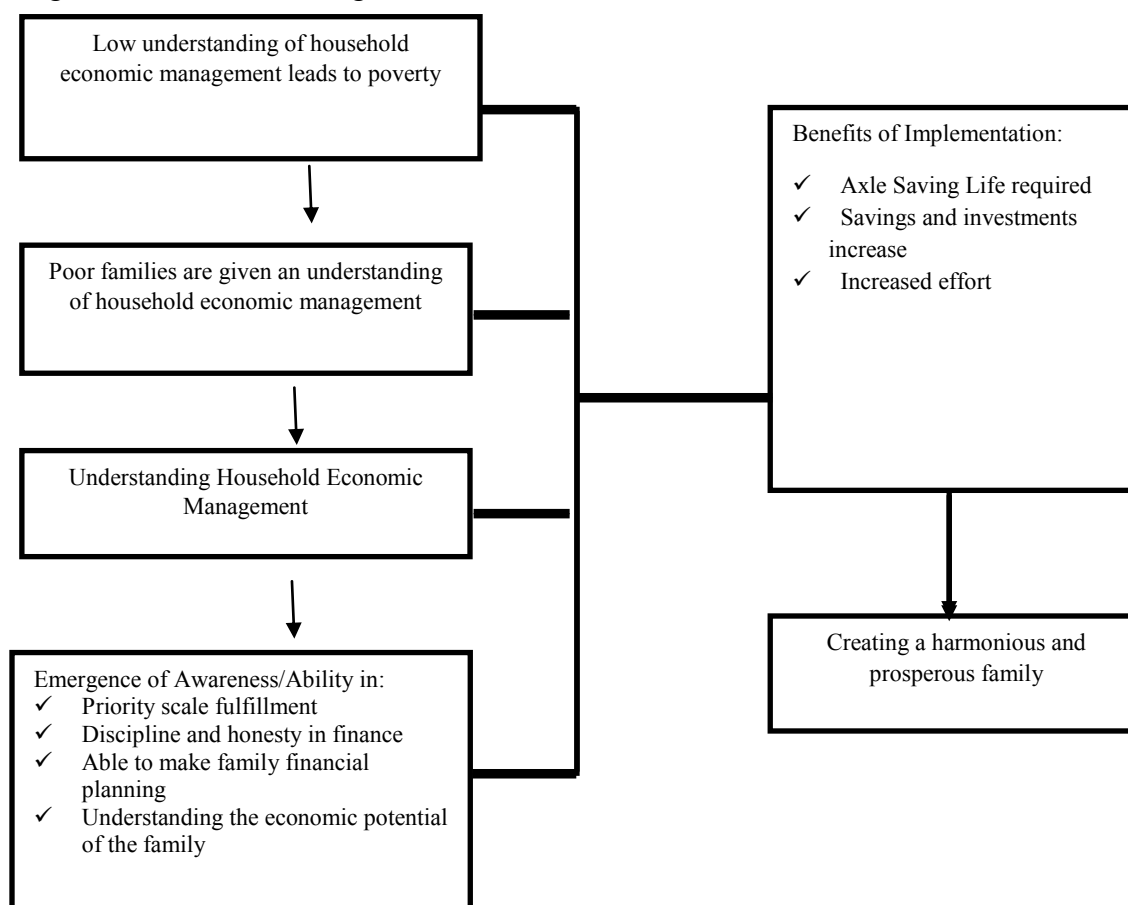 Low understanding of household
economic management leads to poverty
Poor families are given an understanding
of household economic management
Understanding Household Economic
Management
Emergence of Awareness/Ability in:
✓ Priority scale fulfillment
✓ Discipline and honesty in finance
✓ Able to make family financial
planning
✓ Understanding the economic potential
of the family
Benefits of Implementation:
✓ Axle Saving Life required
✓ Savings and investments
increase
✓ Increased effort
Creating a harmonious and
prosperous family